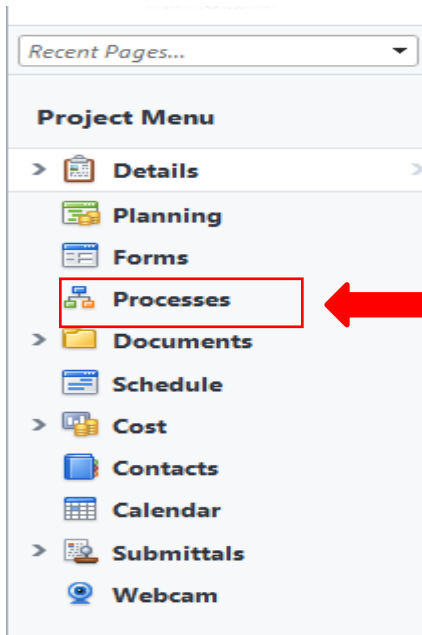 Recent Pages...
Project Menu
Details
Planning
Forms
Processes
Documents
Schedule
Cost
Contacts
Calendar
Submittals
Webcam